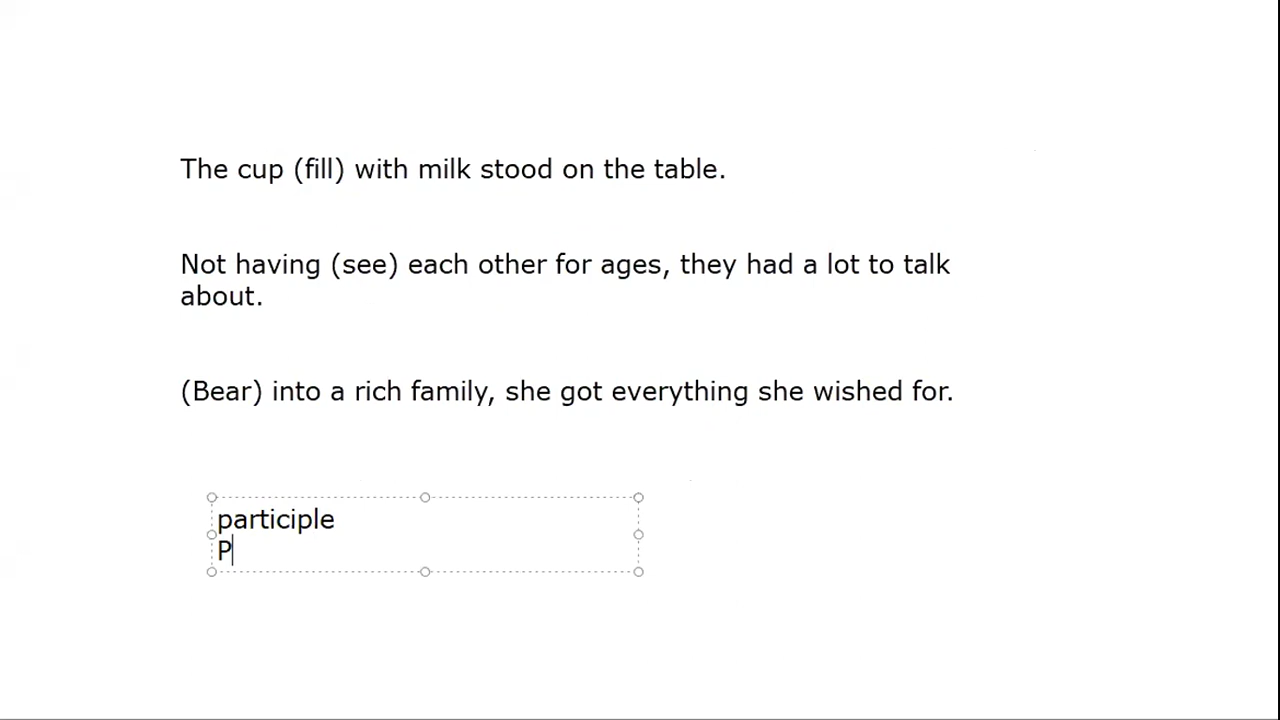 The cup (fill) with milk stood on the table.
Not having (see) each other for ages, they had a lot to talk
about.
(Bear) into a rich family, she got everything she wished for.
participle
P